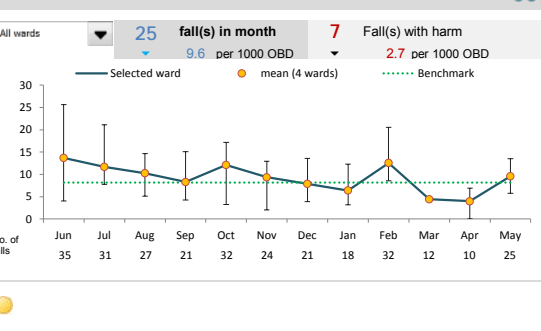 All wards
25 fall(s) in month
9.6 per 1000 OBD
7 Fall(s) with harm
2.7 per 1000 OBD
Selected ward mean (4 wards) Benchmark
30
25
20
15
10
5
0
Jun Jul Aug Sep Oct Nov Dec Jan Feb Mar Apr May
o. of
lls
35 31 27 21 32 24 21 18 32 12 10 25